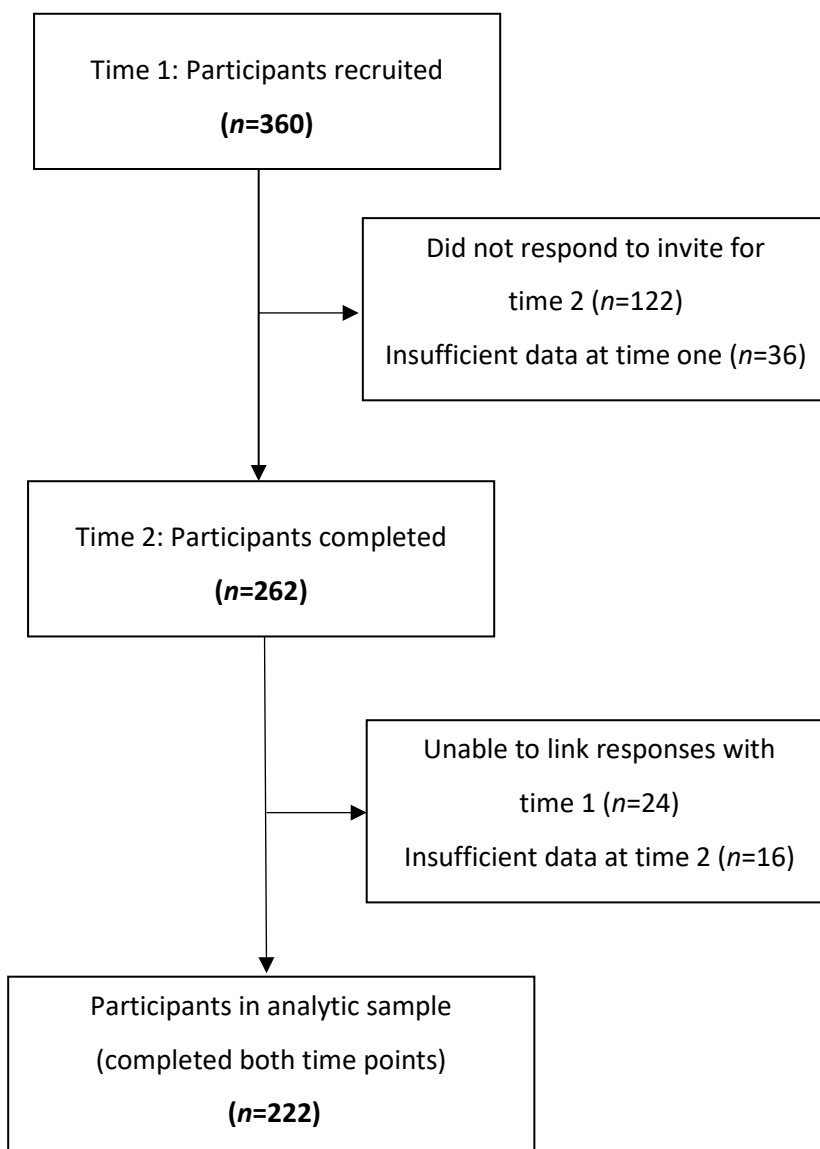 Time 1: Participants recruited
(n=360)
Did not respond to invite for
time 2 (n=122)
Insufficient data at time one (n=36)
Time 2: Participants completed
(n=262)
Unable to link responses with
time 1 (n=24)
Insufficient data at time 2 (n=16)
Participants in analytic sample
(completed both time points)
(n=222)